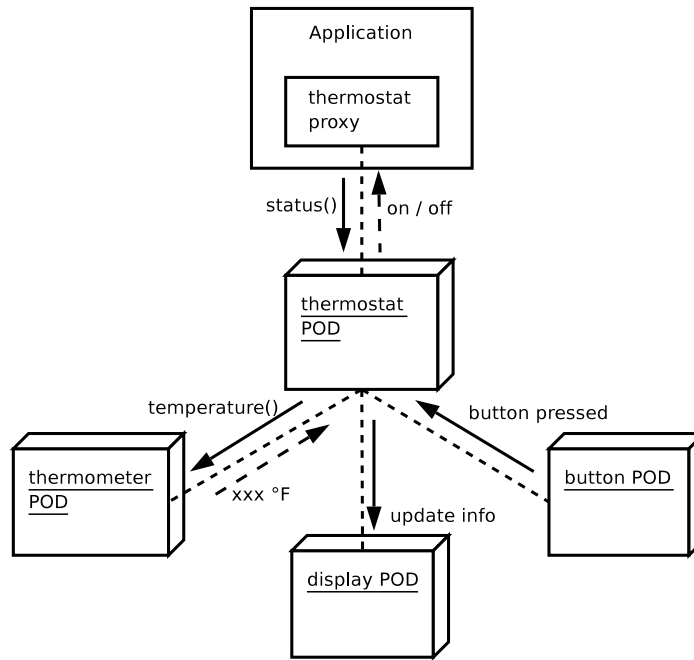 Application
thermostat
proxy
status()
on / off
thermostat
POD
temperature()
button pressed
thermometer
POD
xxx °F
button POD
update info
display POD